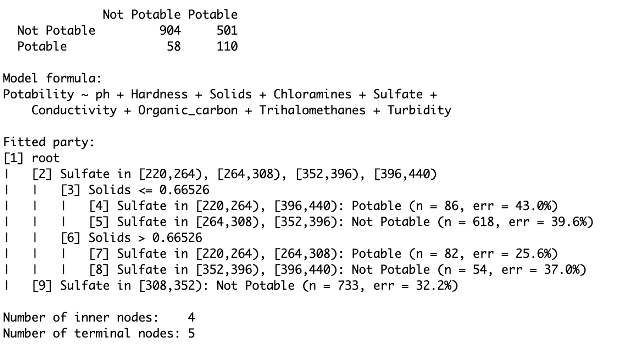 Not Potable Potable
Not Potable 904 501
Potable 58 110
Model formula:
Potability ~ ph + Hardness + Solids + Chloramines + Sulfate +
Conductivity + Organic_carbon + Trihalomethanes + Turbidity
Fitted party:
[1] root
| [2] Sulfate in [220,264), [264,308), [352,396), [396,440)
| | [3] Solids <= 0.66526
| | | [4] Sulfate in [220,264), [396,440): Potable (n = 86, err = 43.0%)
| | | [5] Sulfate in [264,308), [352,396): Not Potable (n = 618, err = 39.6%)
| | [6] Solids > 0.66526
| | | [7] Sulfate in [220,264), [264,308): Potable (n = 82, err = 25.6%)
| | | [8] Sulfate in [352,396), [396,440): Not Potable (n = 54, err = 37.0%)
| [9] Sulfate in [308,352): Not Potable (n = 733, err = 32.2%)
Number of inner nodes: 4
Number of terminal nodes: 5